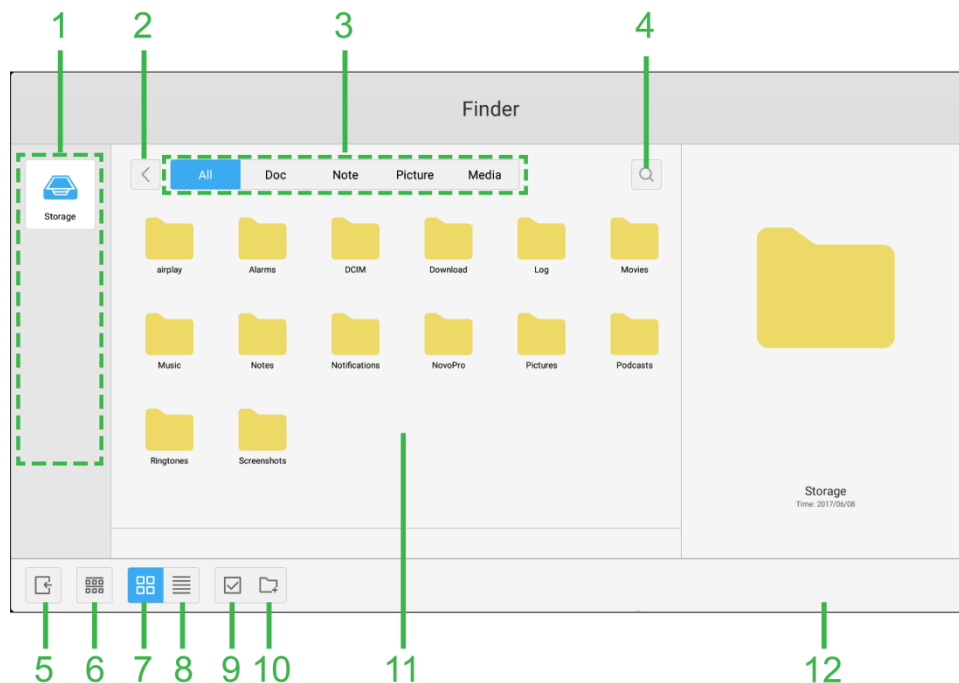 1 2 3 4
Finder
All Doc Note Picture Media
Storage
airplay Alarms DCIM Download Log Movies
Music Notes Notifications NovoPro Pictures Podcasts
Ringtones Screenshots
Storage
Time: 2017/06/08
5 6 7 8 9 10 11 12